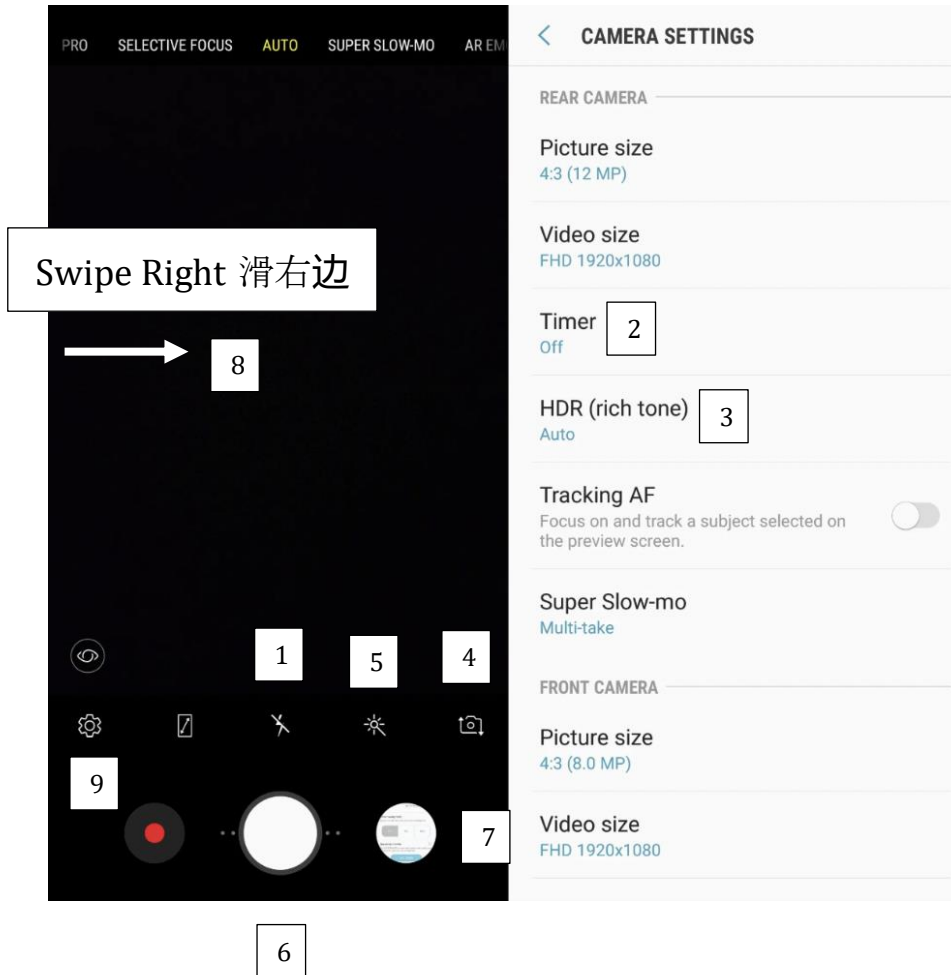 PRO SELECTIVE FOCUS AUTO SUPER SLOW-MO AR EM
Swipe Right 滑右边
8
1
5
4
9
7
6
CAMERA SETTINGS
REAR CAMERA
Picture size
4:3 (12 MP)
Video size
FHD 1920x1080
Timer 2
Off
HDR (rich tone) 3
Auto
Tracking AF
Focus on and track a subject selected on
the preview screen.
Super Slow-mo
Multi-take
FRONT CAMERA
Picture size
4:3 (8.0 MP)
Video size
FHD 1920x1080